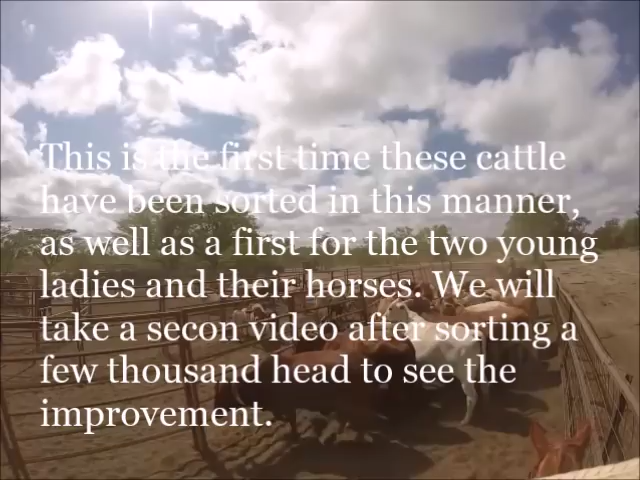 This is the first time these cattle
have been sorted in this manner,
as well as a first for the two young
ladies and their horses. We will
take a secon video after sorting a
few thousand head to see the
improvement.